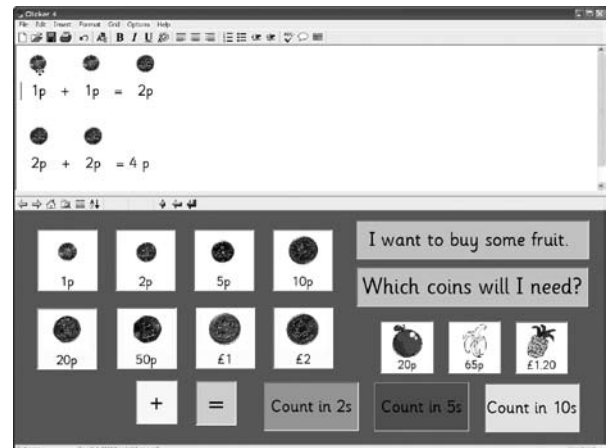 Clicker 4
File Edit Insert Format Grid Options Help
B I U
1p + 1p = 2p
2p + 2p = 4 p
I want to buy some fruit.
1p 2p 5p 10p
Which coins will I need?
20p 50p £1 £2
20p 65p £1.20
+ = Count in 2s Count in 5s Count in 10s